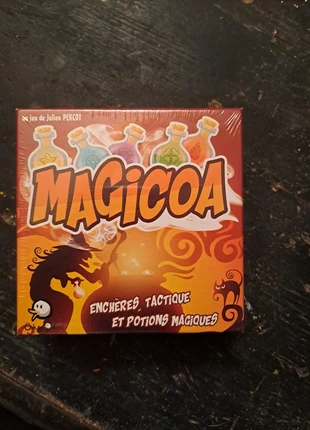 un jeu de Julien PERCOT
MAGICOA
ENCHÈRES, TACTIQUE
ET POTIONS MAGIQUES